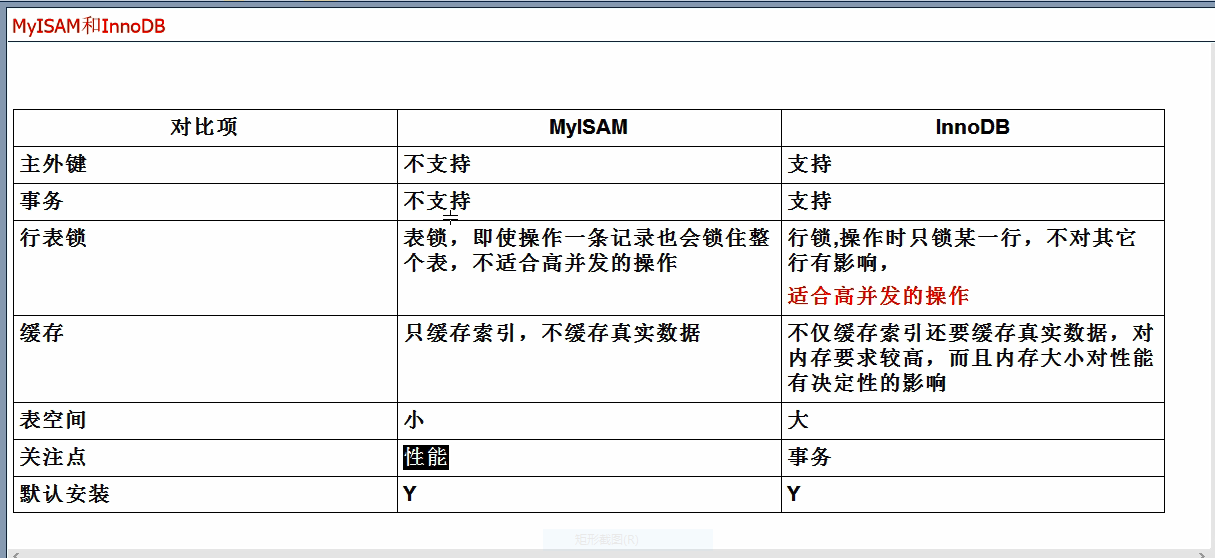 MyISAM和InnoDB
对比项 MyISAM InnoDB
主外键 不支持 支持
事务 不支持 支持
行表锁 表锁，即使操作一条记录也会锁住整 行锁,操作时只锁某一行，不对其它
个表，不适合高并发的操作 行有影响，
适合高并发的操作
缓存 只缓存索引，不缓存真实数据 不仅缓存索引还要缓存真实数据，对
内存要求较高，而且内存大小对性能
有决定性的影响
表空间 小 大
关注点 性能 事务
默认安装 Y Y
矩形截图(R)